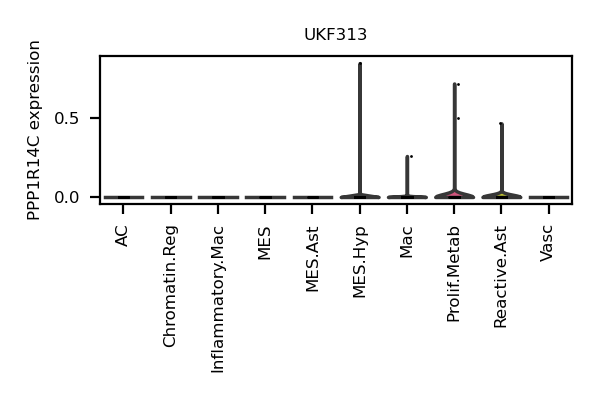 UKF313
PPP1R14C expression
0.5
0.0
AC
Chromatin.Reg
Inflammatory.Mac
MES
MES.Ast
MES.Hyp
Mac
Prolif.Metab
Reactive.Ast
Vasc